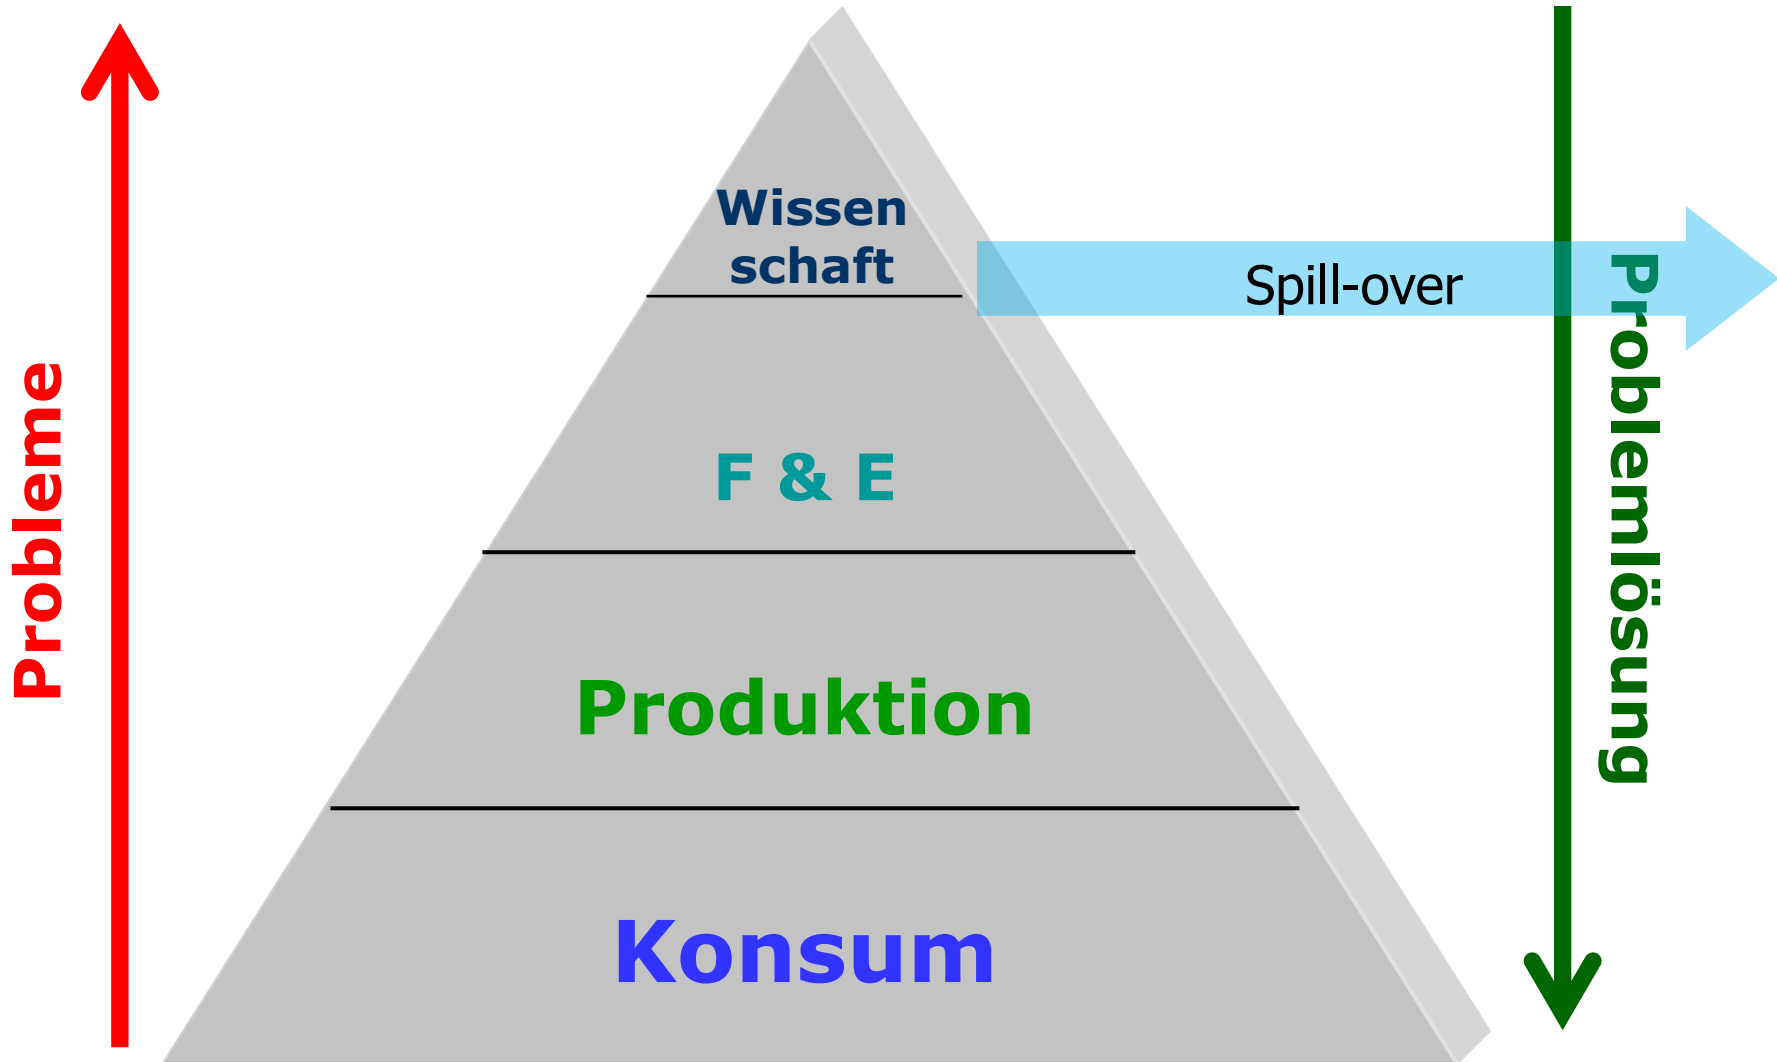 Wissen
schaft
Spill-over
F & E
Probleme
Problemlösung
Produktion
Konsum